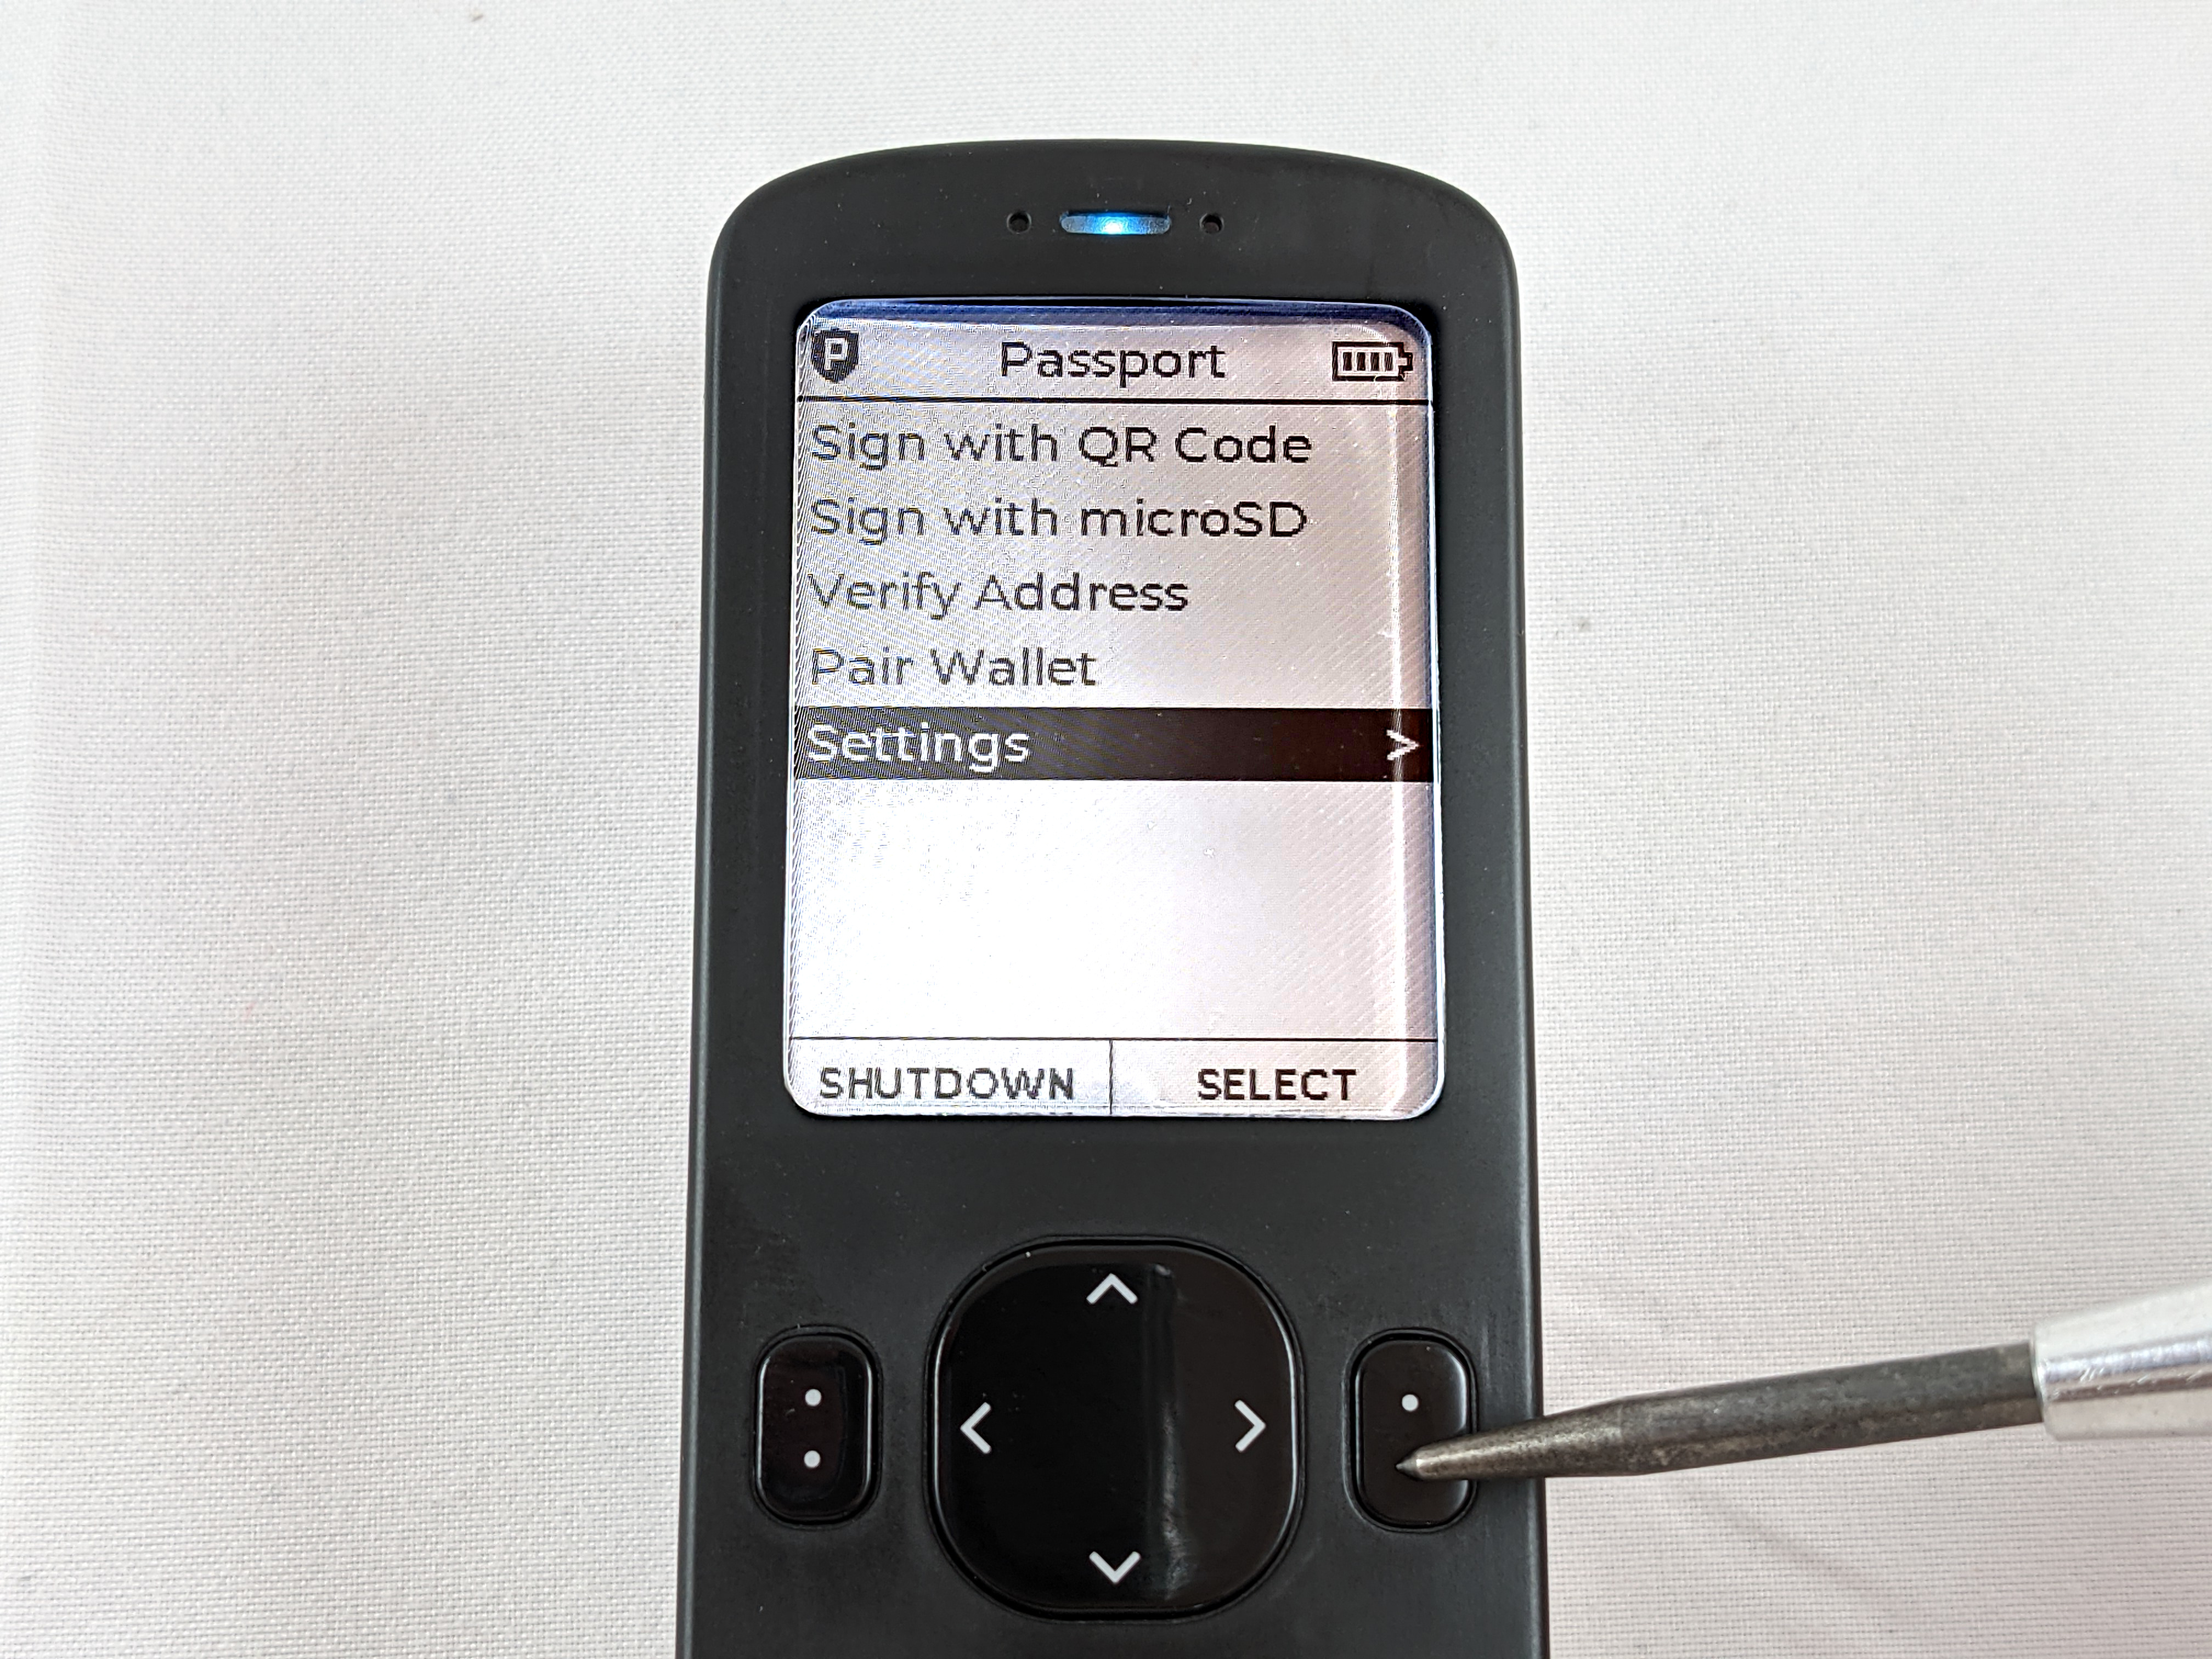 P Passport
Sign with QR Code
Sign with microSD
Verify Address
Pair Wallet
Settings >
SHUTDOWN SELECT